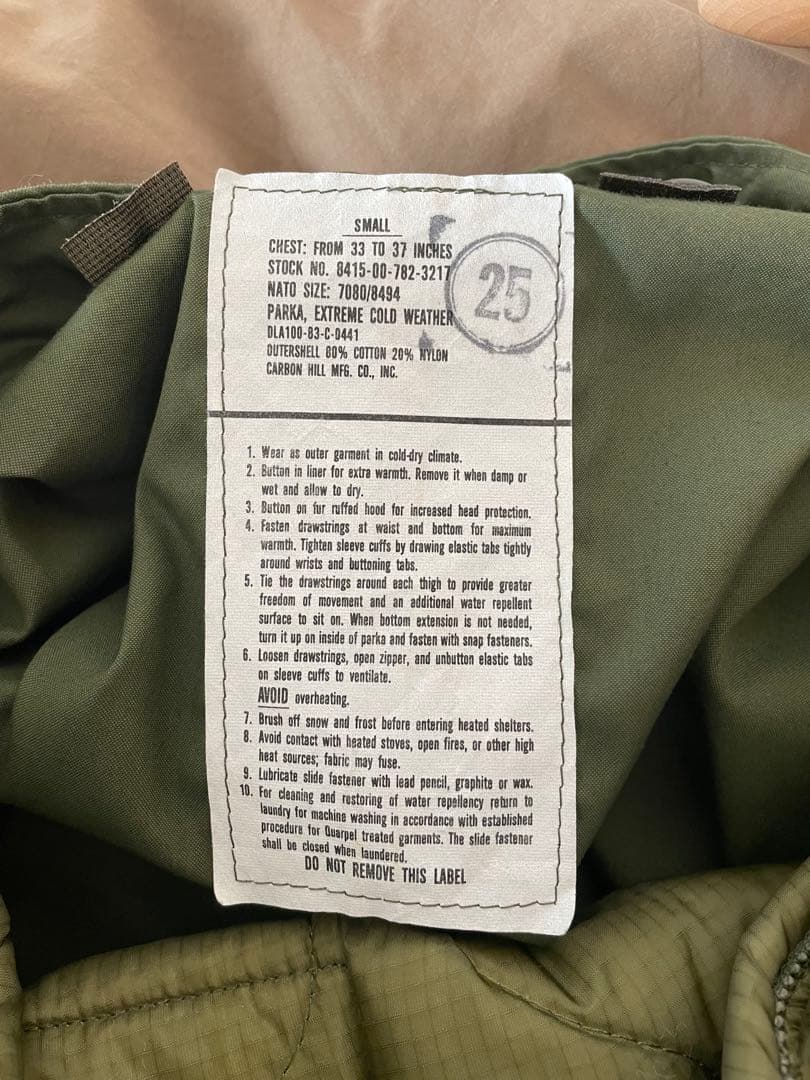 SMALL
CHEST: FROM 33 TO 37 INCHES
STOCK NO. 8415-00-782-3217
NATO SIZE: 7080/8494
PARKA, EXTREME COLD WEATHER
DLA100-83-C-0441
OUTERSHELL 80% COTTON 20% NYLON
CARBON HILL MFG. CO., INC.
25
1. Wear as outer garment in cold-dry climate.
2. Button in liner for extra warmth. Remove it when damp or
wet and allow to dry.
3. Button on fur ruffed hood for increased head protection.
4. Fasten drawstrings at waist and bottom for maximum
warmth. Tighten sleeve cuffs by drawing elastic tabs tightly
around wrists and buttoning tabs.
5. Tie the drawstrings around each thigh to provide greater
freedom of movement and an additional water repellent
surface to sit on. When bottom extension is not needed,
turn it up on inside of parka and fasten with snap fasteners.
6. Loosen drawstrings, open zipper, and unbutton elastic tabs
on sleeve cuffs to ventilate.
AVOID overheating.
7. Brush off snow and frost before entering heated shelters.
8. Avoid contact with heated stoves, open fires, or other high
heat sources; fabric may fuse.
9. Lubricate slide fastener with lead pencil, graphite or wax.
10. For cleaning and restoring of water repellency return to
laundry for machine washing in accordance with established
procedure for Quarpel treated garments. The slide fastener
shall be closed when laundered.
DO NOT REMOVE THIS LABEL